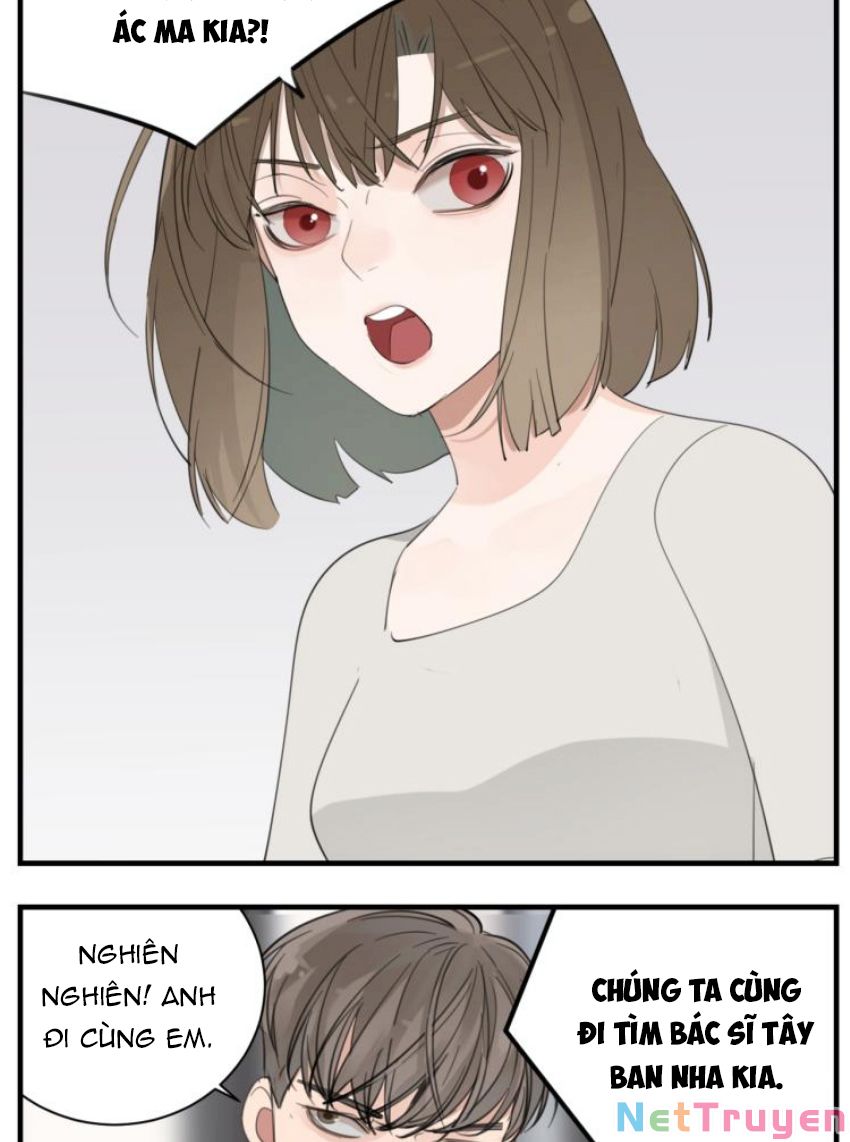 ÁC MA KIA?!
NGHIÊN
NGHIÊN! ANH
ĐI CÙNG EM.
CHÚNG TA CÙNG
ĐI TÌM BÁC SĨ TÂY
BAN NHA KIA.
NETTRUYEN